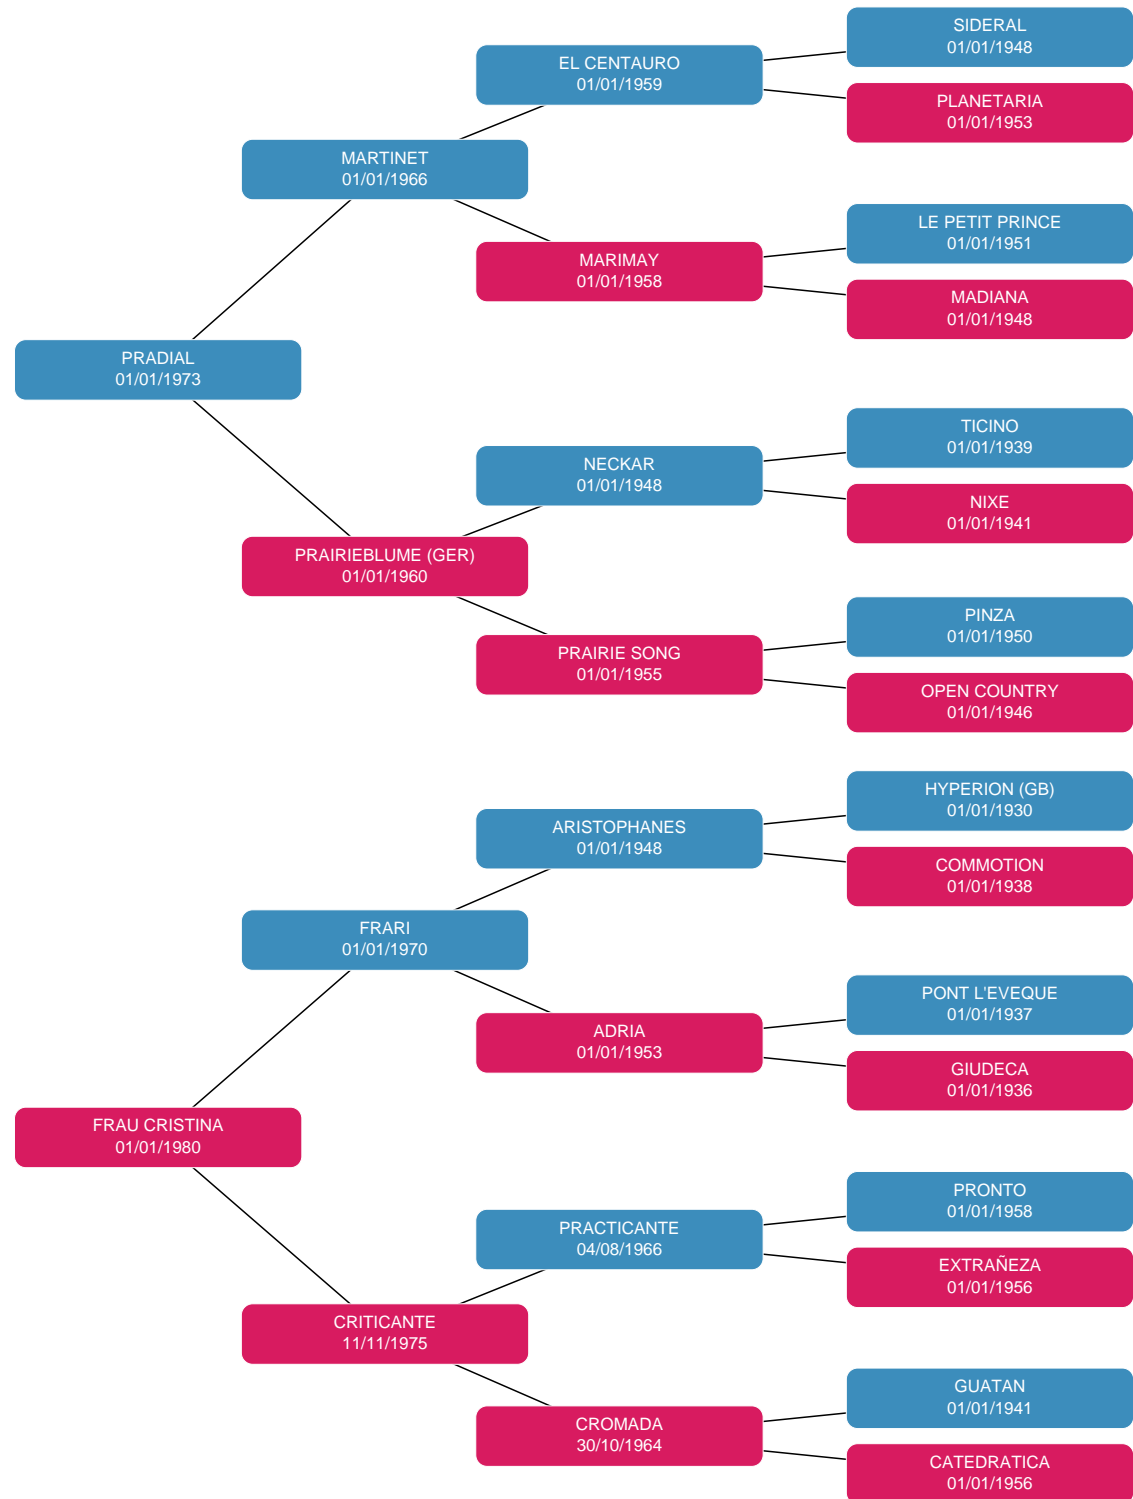 SIDERAL
01/01/1948
EL CENTAURO
01/01/1959
PLANETARIA
01/01/1953
MARTINET
01/01/1966
LE PETIT PRINCE
01/01/1951
MARIMAY
01/01/1958
MADIANA
01/01/1948
PRADIAL
01/01/1973
TICINO
01/01/1939
NECKAR
01/01/1948
NIXE
01/01/1941
PRAIRIEBLUME (GER)
01/01/1960
PINZA
01/01/1950
PRAIRIE SONG
01/01/1955
OPEN COUNTRY
01/01/1946
HYPERION (GB)
01/01/1930
ARISTOPHANES
01/01/1948
COMMOTION
01/01/1938
FRARI
01/01/1970
PONT L'EVEQUE
01/01/1937
ADRIA
01/01/1953
GIUDECA
01/01/1936
FRAU CRISTINA
01/01/1980
PRONTO
01/01/1958
PRACTICANTE
04/08/1966
EXTRAÑEZA
01/01/1956
CRITICANTE
11/11/1975
GUATAN
01/01/1941
CROMADA
30/10/1964
CATEDRATICA
01/01/1956